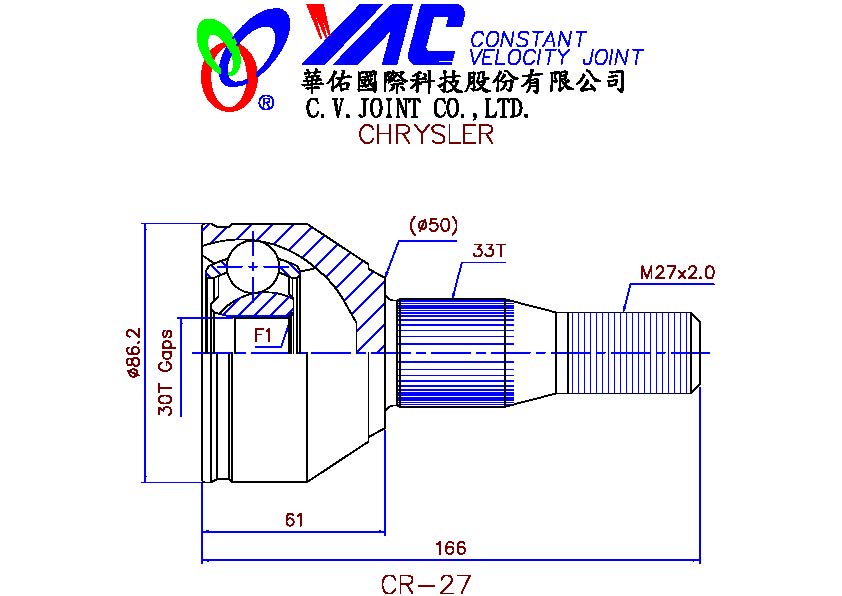 YAC CONSTANT
VELOCITY JOINT
®
華佑國際科技股份有限公司
C.V.JOINT CO.,LTD.
CHRYSLER
(ø50)
33T
M27x2.0
F1
ø86.2
30T Gaps
61
166
CR-27